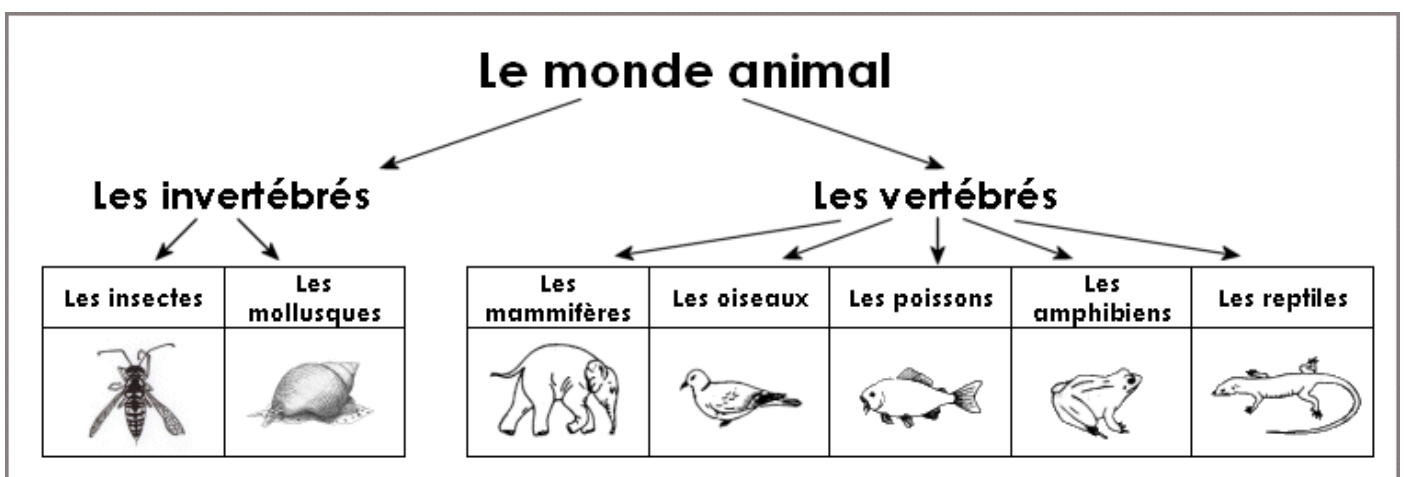 Le monde animal
Les invertébrés
Les vertébrés
Les insectes
Les
mollusques
Les
mammifères
Les oiseaux
Les poissons
Les
amphibiens
Les reptiles